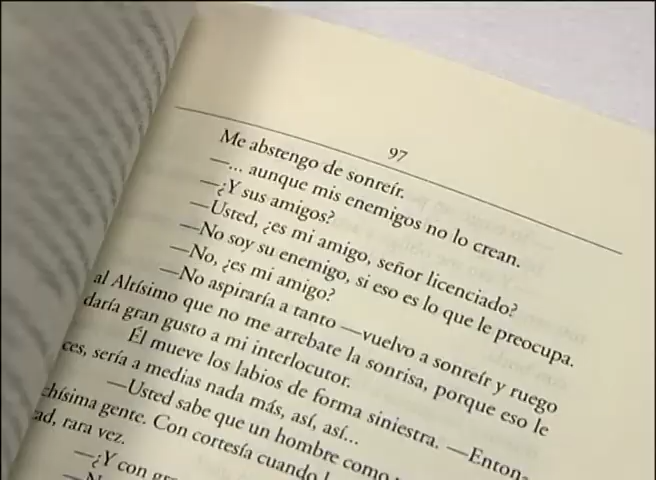 97
Me abstengo de sonreír.
—... aunque mis enemigos no lo crean.
—¿Y sus amigos?
—Usted, ¿es mi amigo, señor licenciado?
—No soy su enemigo, si eso es lo que le preocupa.
—No, ¿es mi amigo?
—No aspiraría a tanto —vuelvo a sonreír y ruego
al Altísimo que no me arrebate la sonrisa, porque eso le
daría gran gusto a mi interlocutor.
Él mueve los labios de forma siniestra. —Enton-
ces, sería a medias nada más, así, así...
—Usted sabe que un hombre como
chísima gente. Con cortesía cuando
ad, rara vez.
—¿Y con